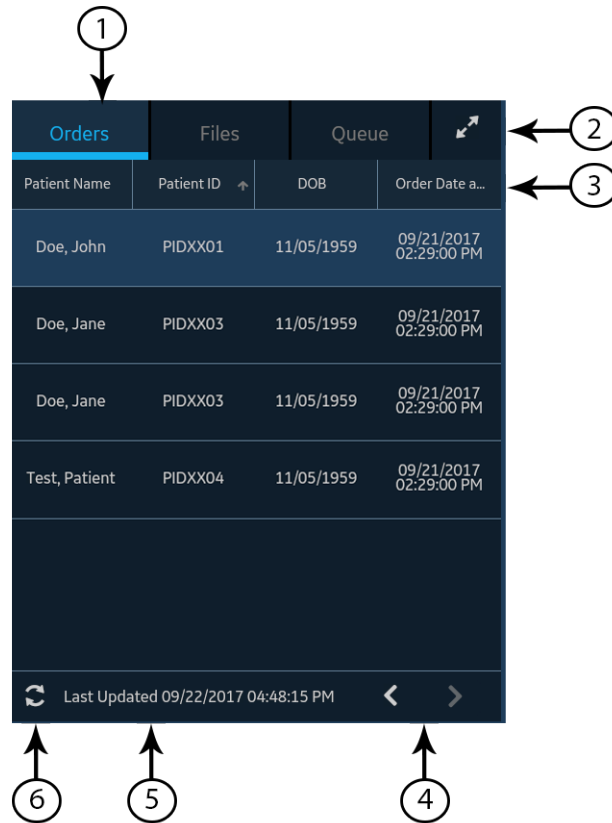 1
Orders Files Queue
2
Patient Name Patient ID DOB Order Date a...
3
Doe, John PIDXX01 11/05/1959 09/21/2017
02:29:00 PM
Doe, Jane PIDXX03 11/05/1959 09/21/2017
02:29:00 PM
Doe, Jane PIDXX03 11/05/1959 09/21/2017
02:29:00 PM
Test, Patient PIDXX04 11/05/1959 09/21/2017
02:29:00 PM
Last Updated 09/22/2017 04:48:15 PM
6 5 4